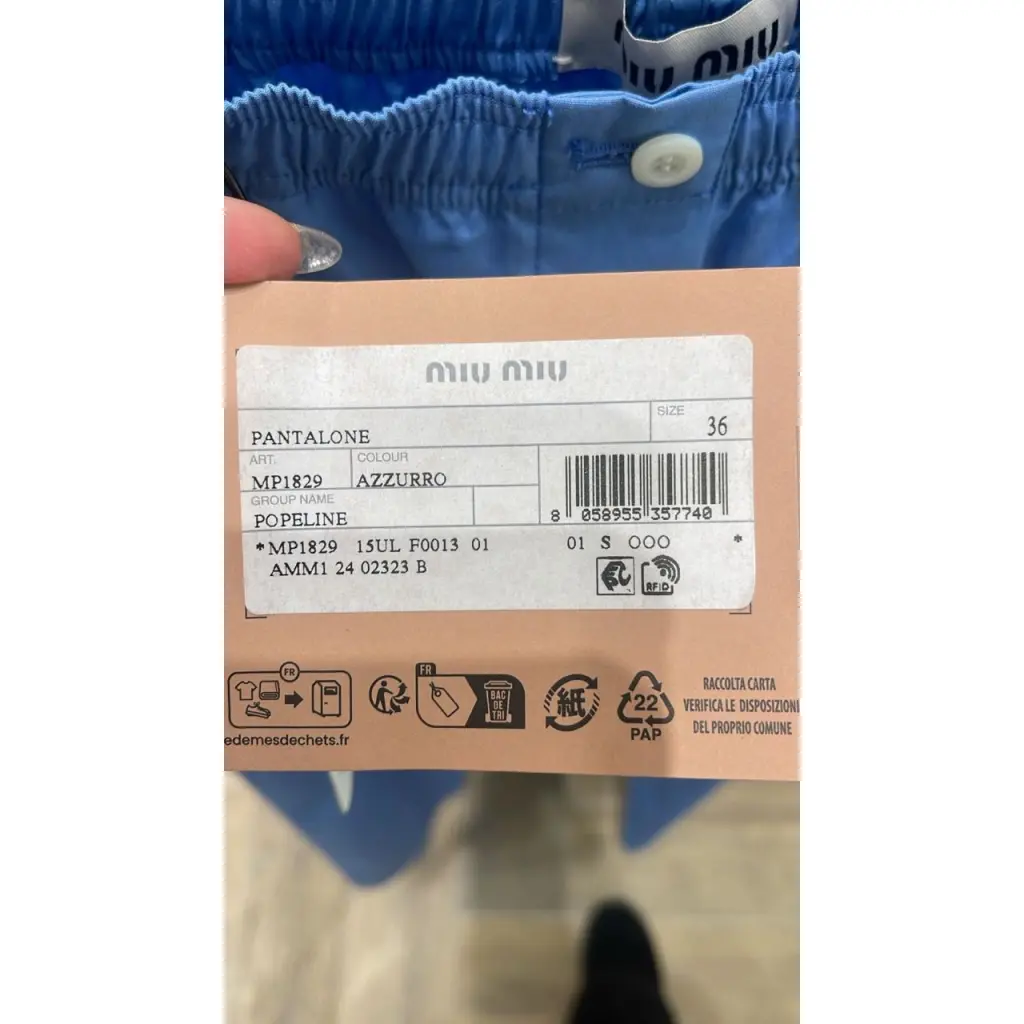 miu miu
miu miu
SIZE
36
PANTALONE
ART.
COLOUR
MP1829
AZZURRO
GROUP NAME
POPELINE
8 058955 357740
*MP1829 15UL F0013 01 01 S OOO *
AMM1 24 02323 B
RFID
FR
FR
BAC
DE
TRI
紙
22
PAP
edemesdechets.fr
RACCOLTA CARTA
VERIFICA LE DISPOSIZIONI
DEL PROPRIO COMUNE